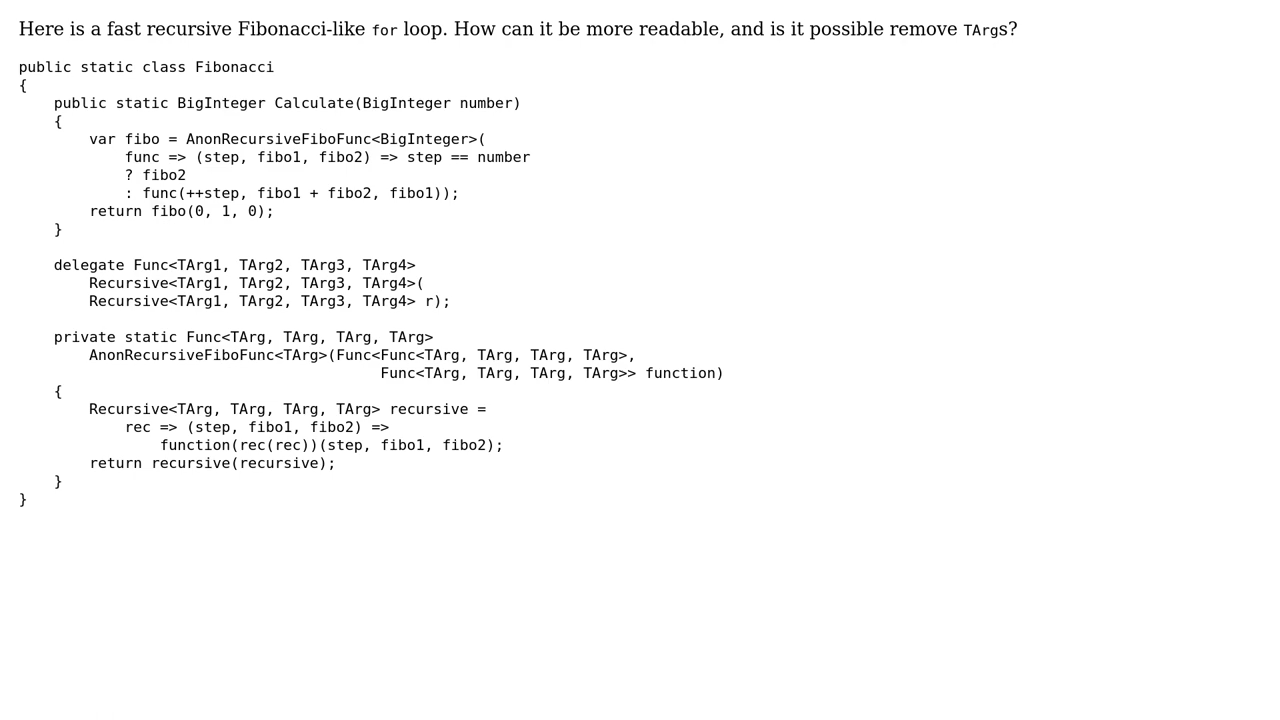 Here is a fast recursive Fibonacci-like for loop. How can it be more readable, and is it possible remove TArgs?
public static class Fibonacci
{
    public static BigInteger Calculate(BigInteger number)
    {
        var fibo = AnonRecursiveFiboFunc<BigInteger>(
            func => (step, fibo1, fibo2) => step == number
            ? fibo2
            : func(++step, fibo1 + fibo2, fibo1));
        return fibo(0, 1, 0);
    }

    delegate Func<TArg1, TArg2, TArg3, TArg4>
        Recursive<TArg1, TArg2, TArg3, TArg4>(
        Recursive<TArg1, TArg2, TArg3, TArg4> r);

    private static Func<TArg, TArg, TArg, TArg>
        AnonRecursiveFiboFunc<TArg>(Func<Func<TArg, TArg, TArg, TArg>,
                                         Func<TArg, TArg, TArg, TArg>> function)
    {
        Recursive<TArg, TArg, TArg, TArg> recursive =
            rec => (step, fibo1, fibo2) =>
                function(rec(rec))(step, fibo1, fibo2);
        return recursive(recursive);
    }
}